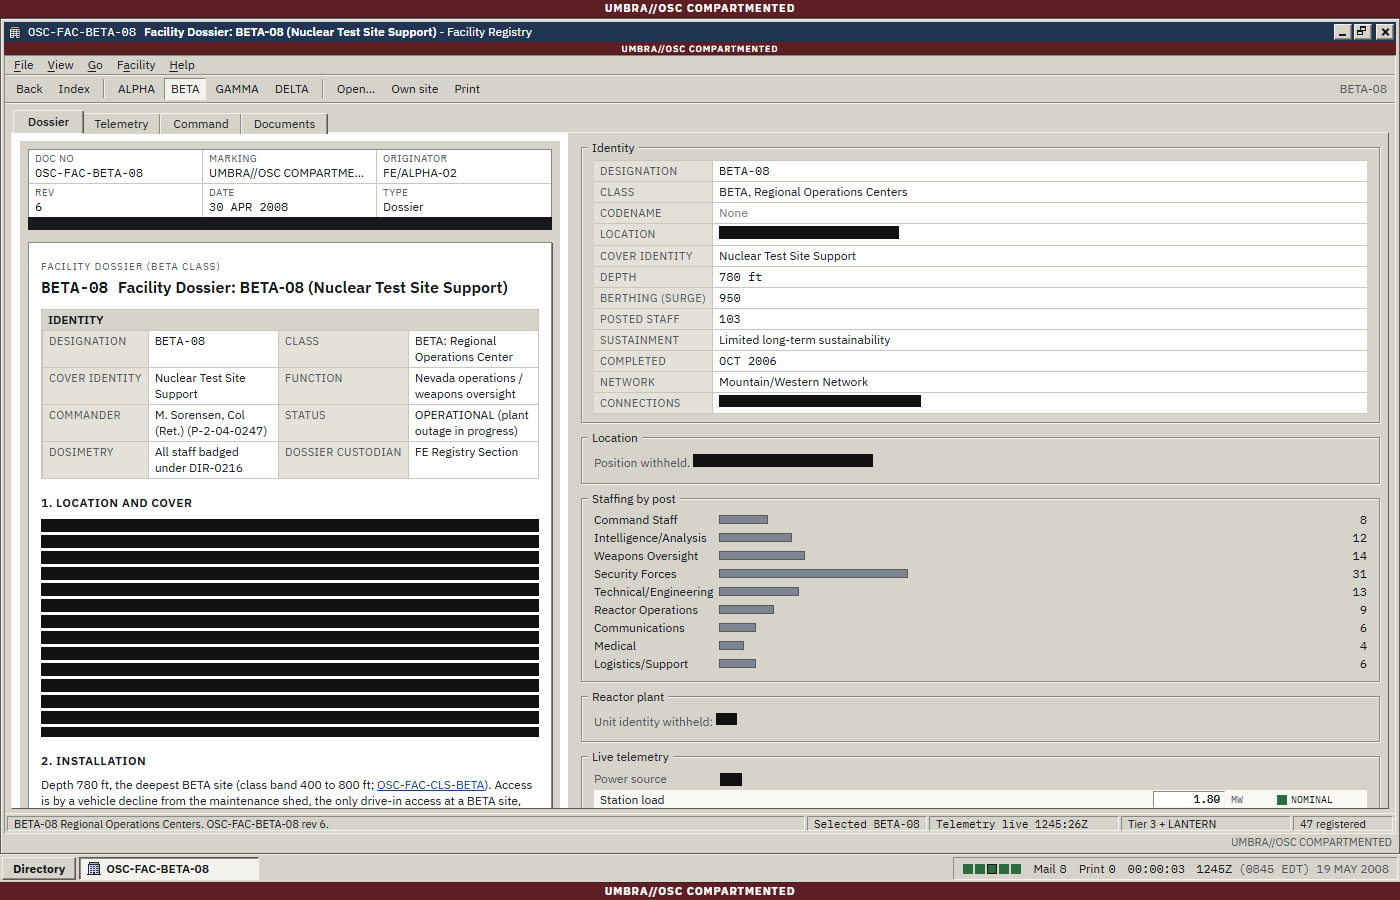 UMBRA//OSC COMPARTMENTED
OSC-FAC-BETA-08 Facility Dossier: BETA-08 (Nuclear Test Site Support) - Facility Registry
UMBRA//OSC COMPARTMENTED
File View Go Facility Help
Back Index ALPHA BETA GAMMA DELTA Open... Own site Print BETA-08
Dossier Telemetry Command Documents
DOC NO MARKING ORIGINATOR
OSC-FAC-BETA-08 UMBRA//OSC COMPARTME... FE/ALPHA-02
REV DATE TYPE
6 30 APR 2008 Dossier
FACILITY DOSSIER (BETA CLASS)
BETA-08 Facility Dossier: BETA-08 (Nuclear Test Site Support)
IDENTITY
DESIGNATION BETA-08 CLASS BETA: Regional
Operations Center
COVER IDENTITY Nuclear Test Site FUNCTION Nevada operations /
Support weapons oversight
COMMANDER M. Sorensen, Col STATUS OPERATIONAL (plant
(Ret.) (P-2-04-0247) outage in progress)
DOSIMETRY All staff badged DOSSIER CUSTODIAN FE Registry Section
under DIR-0216
1. LOCATION AND COVER
2. INSTALLATION
Depth 780 ft, the deepest BETA site (class band 400 to 800 ft; OSC-FAC-CLS-BETA). Access
is by a vehicle decline from the maintenance shed, the only drive-in access at a BETA site,
Identity
DESIGNATION BETA-08
CLASS BETA, Regional Operations Centers
CODENAME None
LOCATION
COVER IDENTITY Nuclear Test Site Support
DEPTH 780 ft
BERTHING (SURGE) 950
POSTED STAFF 103
SUSTAINMENT Limited long-term sustainability
COMPLETED OCT 2006
NETWORK Mountain/Western Network
CONNECTIONS
Location
Position withheld.
Staffing by post
Command Staff 8
Intelligence/Analysis 12
Weapons Oversight 14
Security Forces 31
Technical/Engineering 13
Reactor Operations 9
Communications 6
Medical 4
Logistics/Support 6
Reactor plant
Unit identity withheld:
Live telemetry
Power source
Station load 1.80 MW NOMINAL
BETA-08 Regional Operations Centers. OSC-FAC-BETA-08 rev 6. Selected BETA-08 Telemetry live 1245:26Z Tier 3 + LANTERN 47 registered
UMBRA//OSC COMPARTMENTED
Directory OSC-FAC-BETA-08 Mail 8 Print 0 00:00:03 1245Z (0845 EDT) 19 MAY 2008
UMBRA//OSC COMPARTMENTED